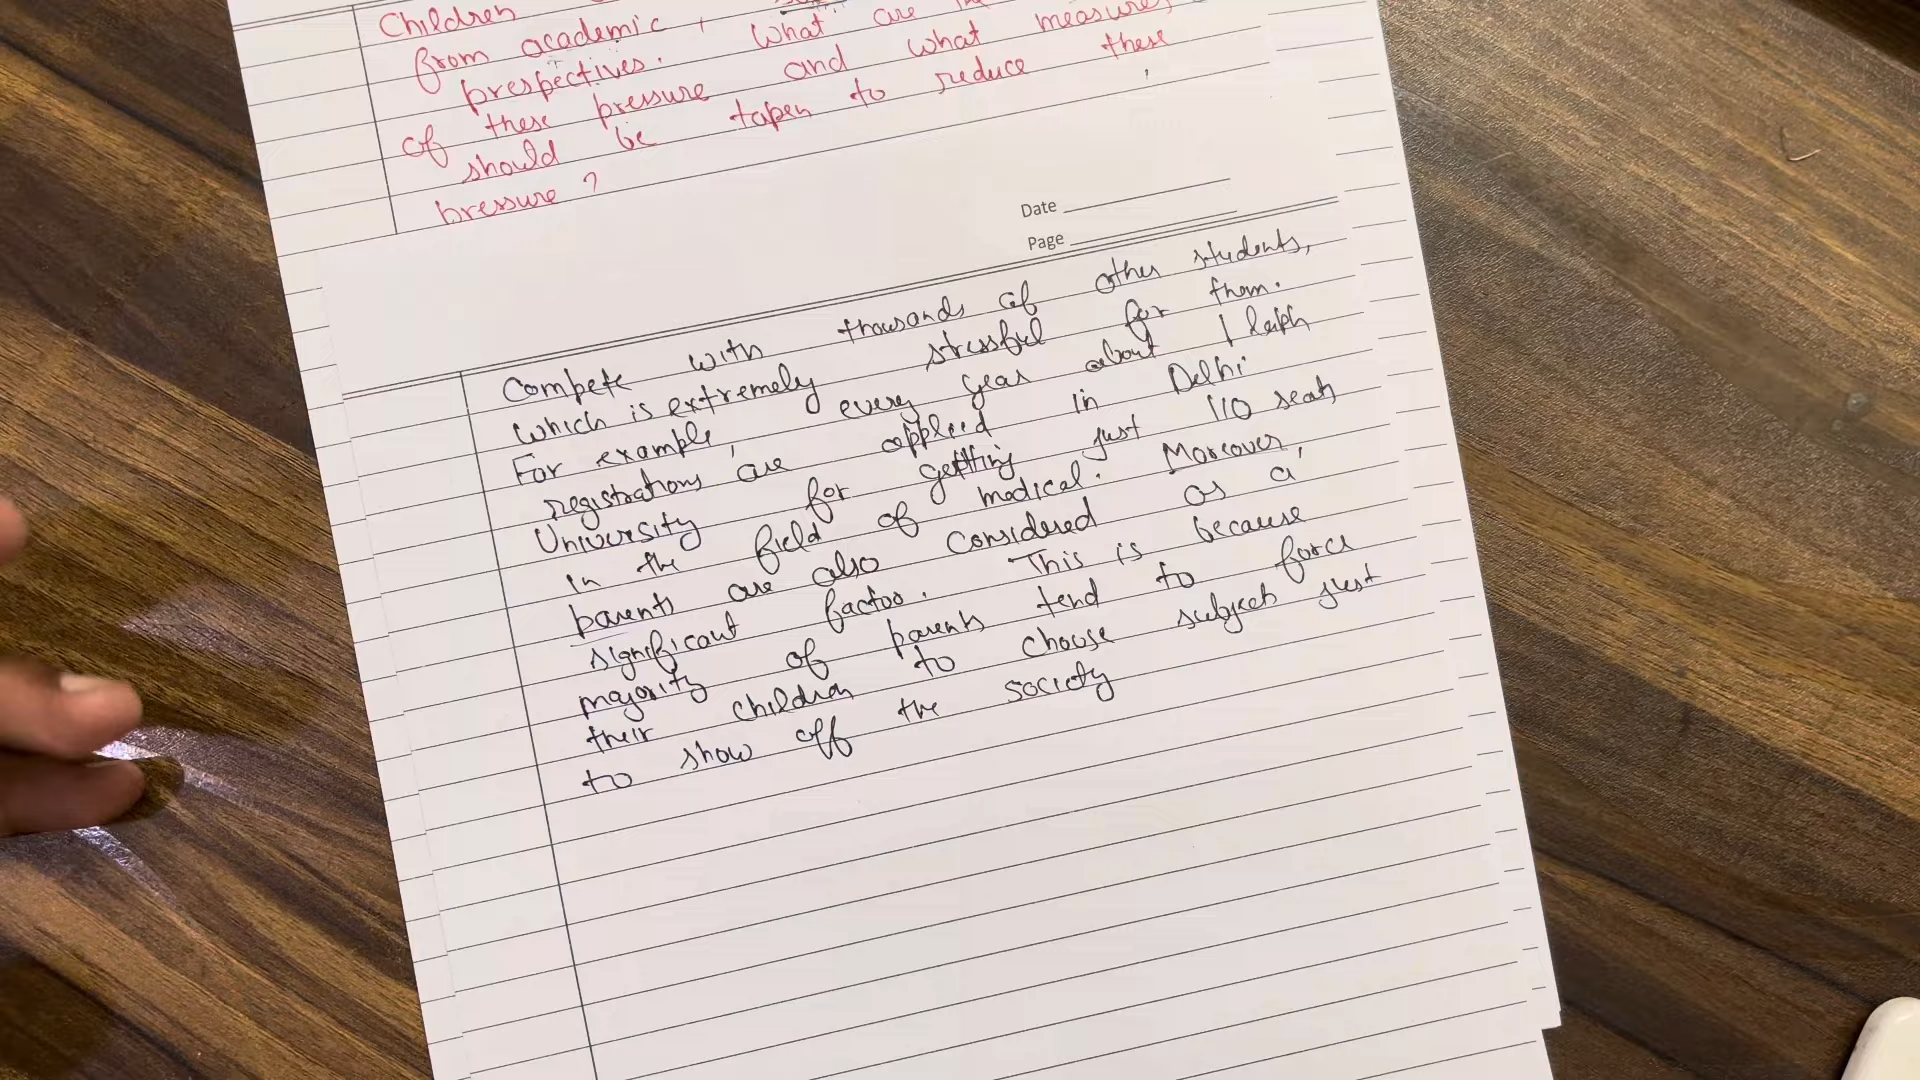 Children
from academic , What are
prespectives.
of these pressure and what measures
should be tapen to reduce these
bressure ?
Date
Page
Compete with thousands of other students,
which is extremely stressful for them.
For example, every year about 1 lakh
registrations are applied in Delhi
University for getting just 110 seats
in the field of medical. Moreover,
parents are also considered as a
significant factor. This is because
majority of parents tend to force
their children to choose subjects just
to show off the society